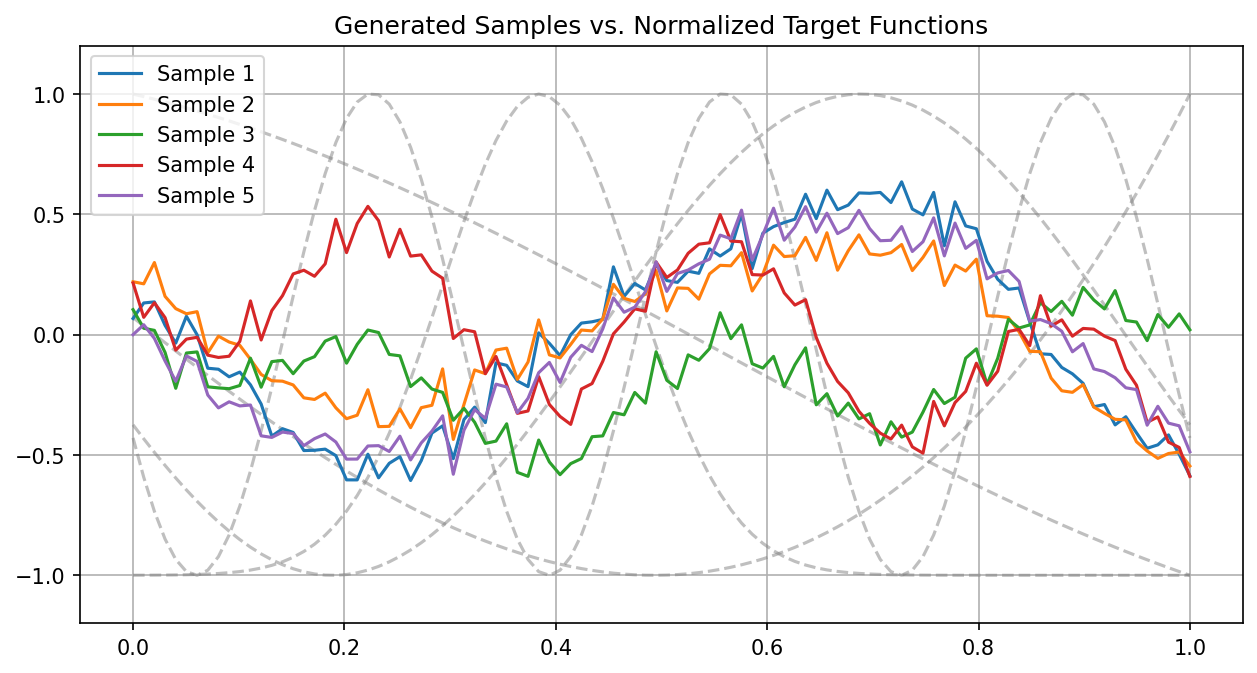 Generated Samples vs. Normalized Target Functions
Sample 1
Sample 2
Sample 3
Sample 4
Sample 5
1.0
0.5
0.0
−0.5
−1.0
0.0 0.2 0.4 0.6 0.8 1.0